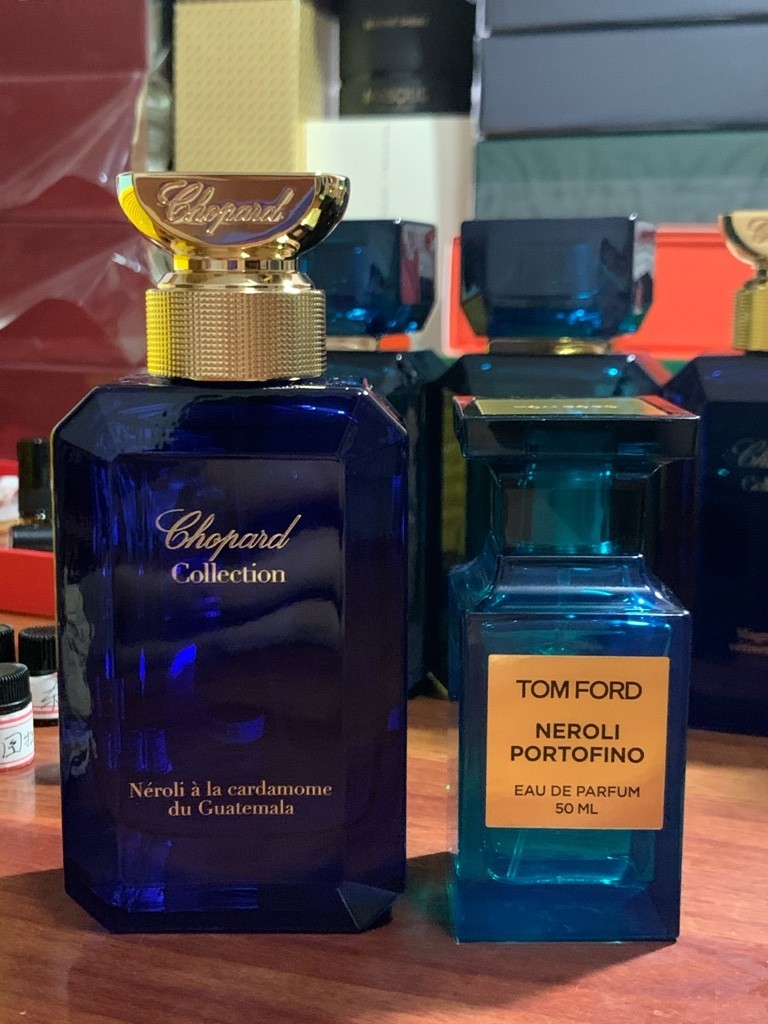 Chopard
Chopard
Collection
Néroli à la cardamome
du Guatemala
TOM FORD
NEROLI
PORTOFINO
EAU DE PARFUM
50 ML